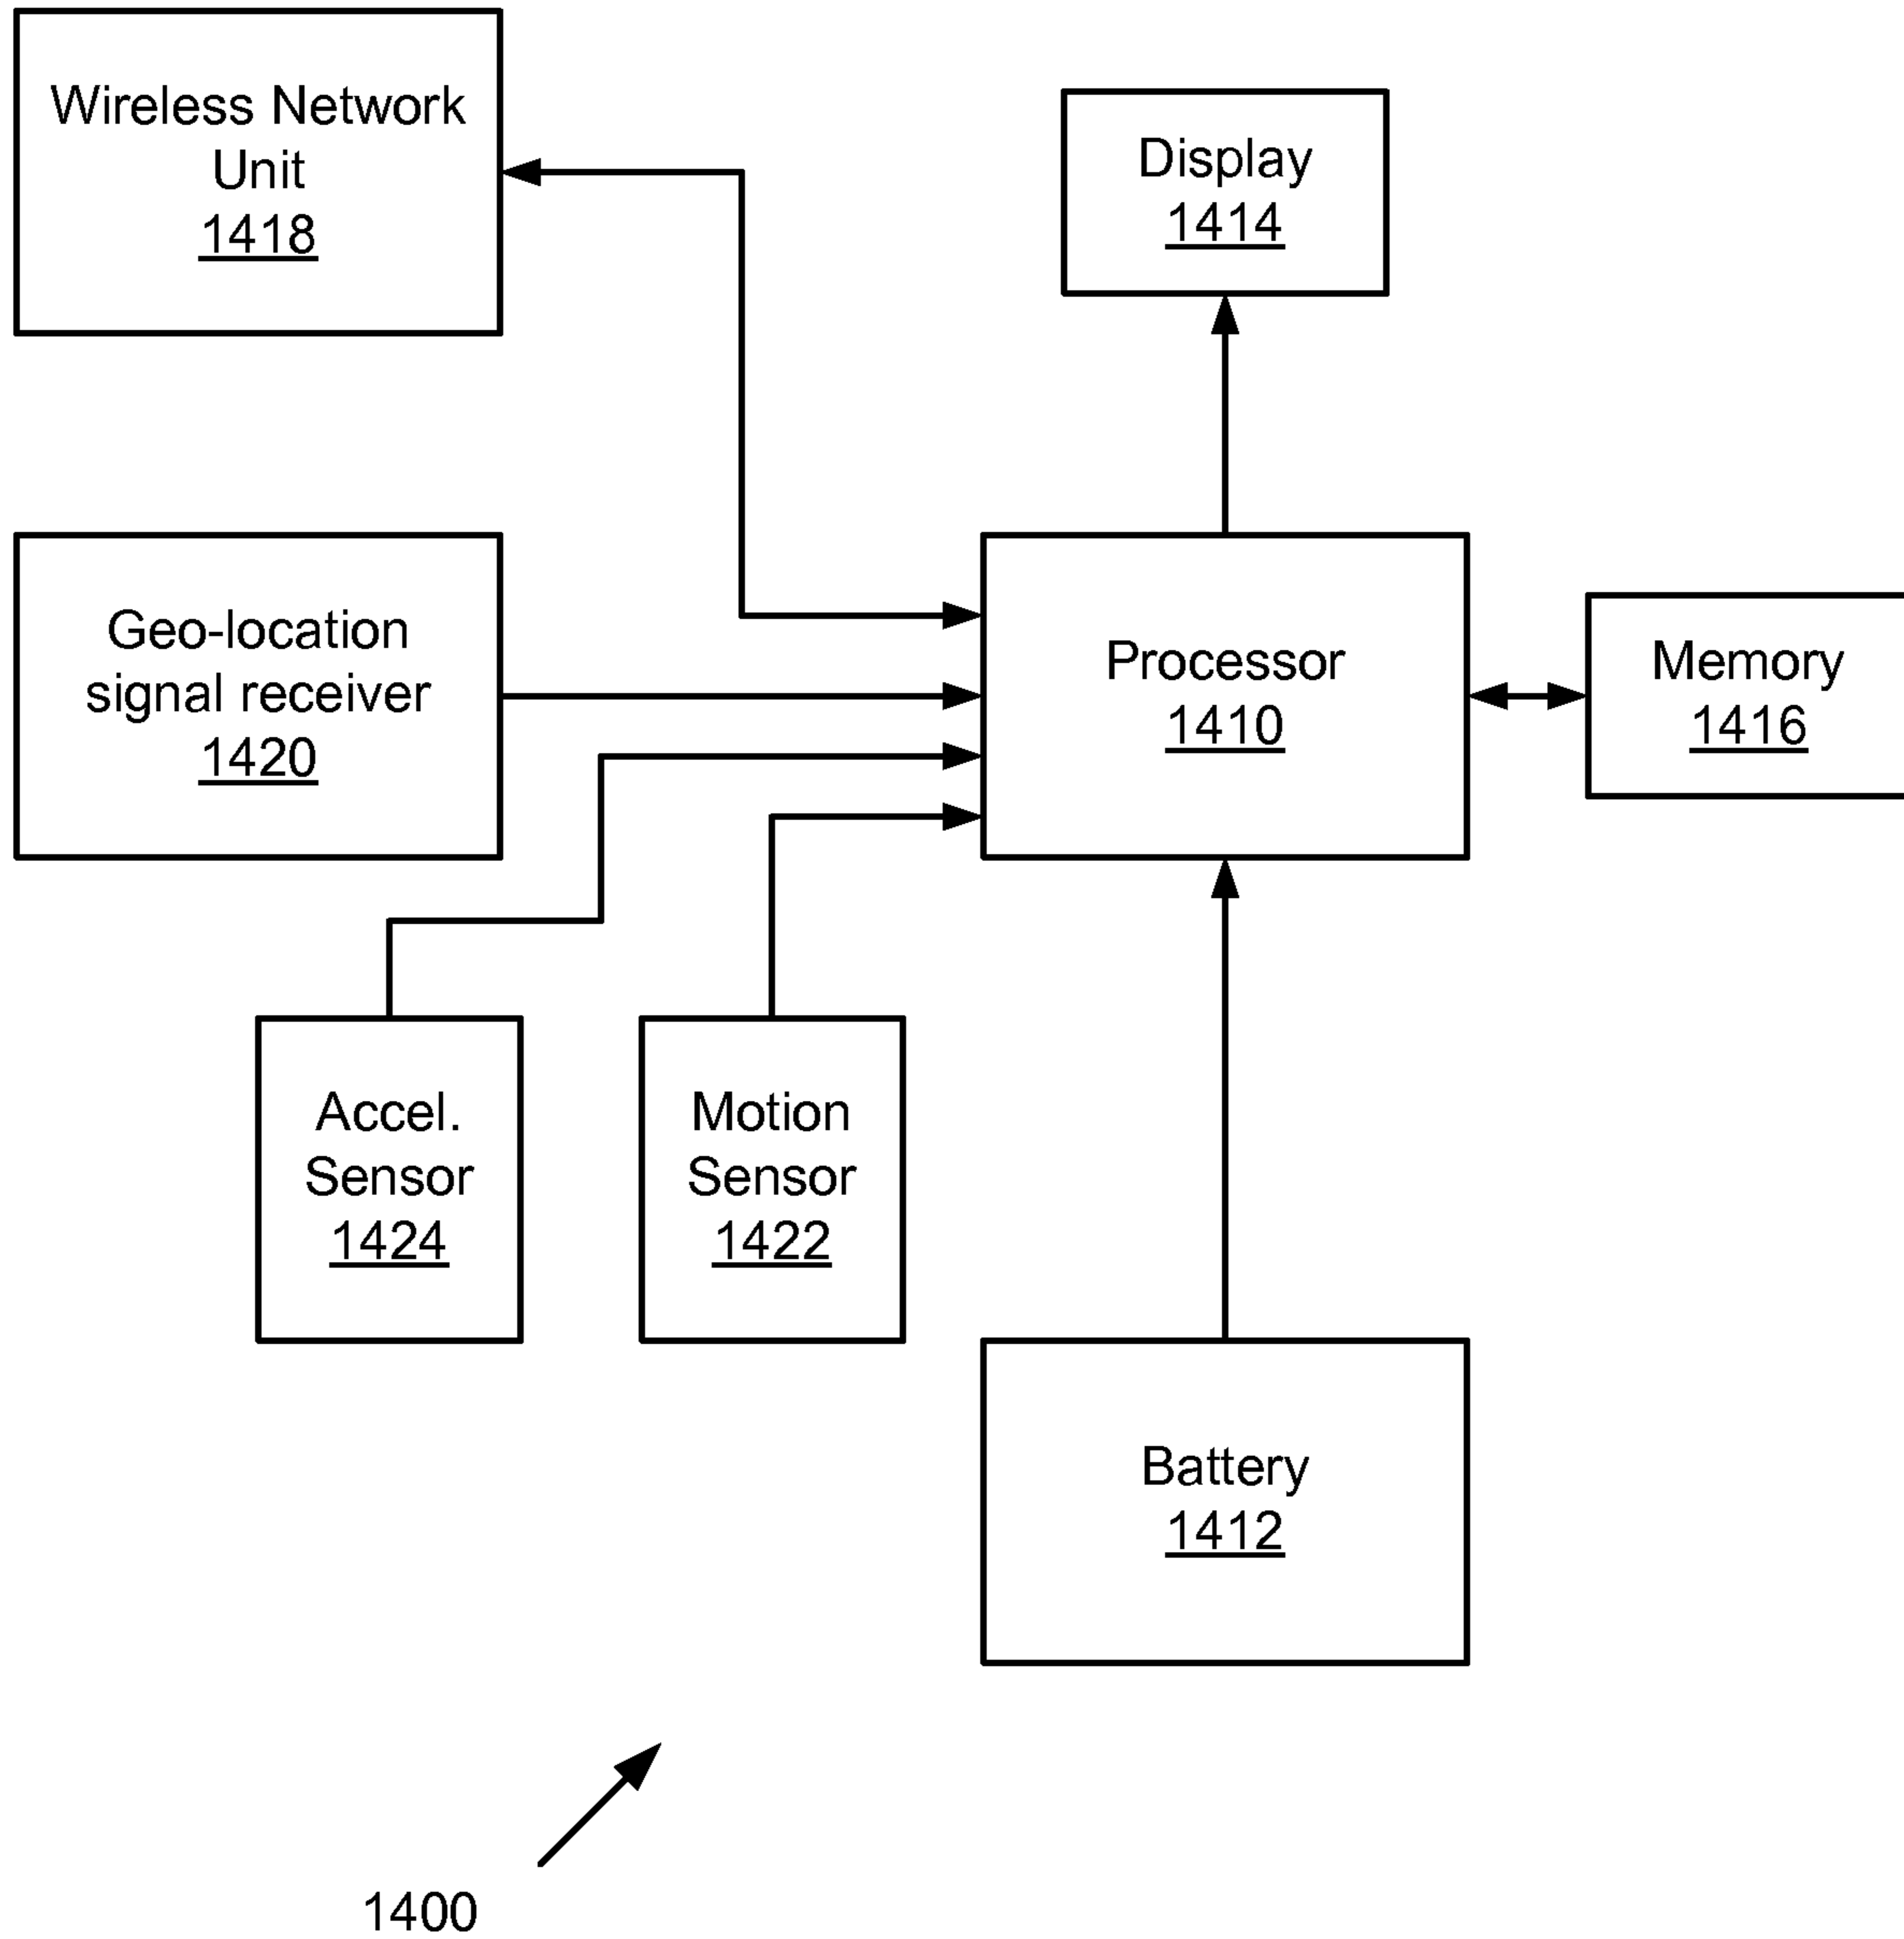 Wireless Network
Unit
1418
Display
1414
Geo-location
signal receiver
1420
Processor
1410
Memory
1416
Accel.
Sensor
1424
Motion
Sensor
1422
Battery
1412
1400